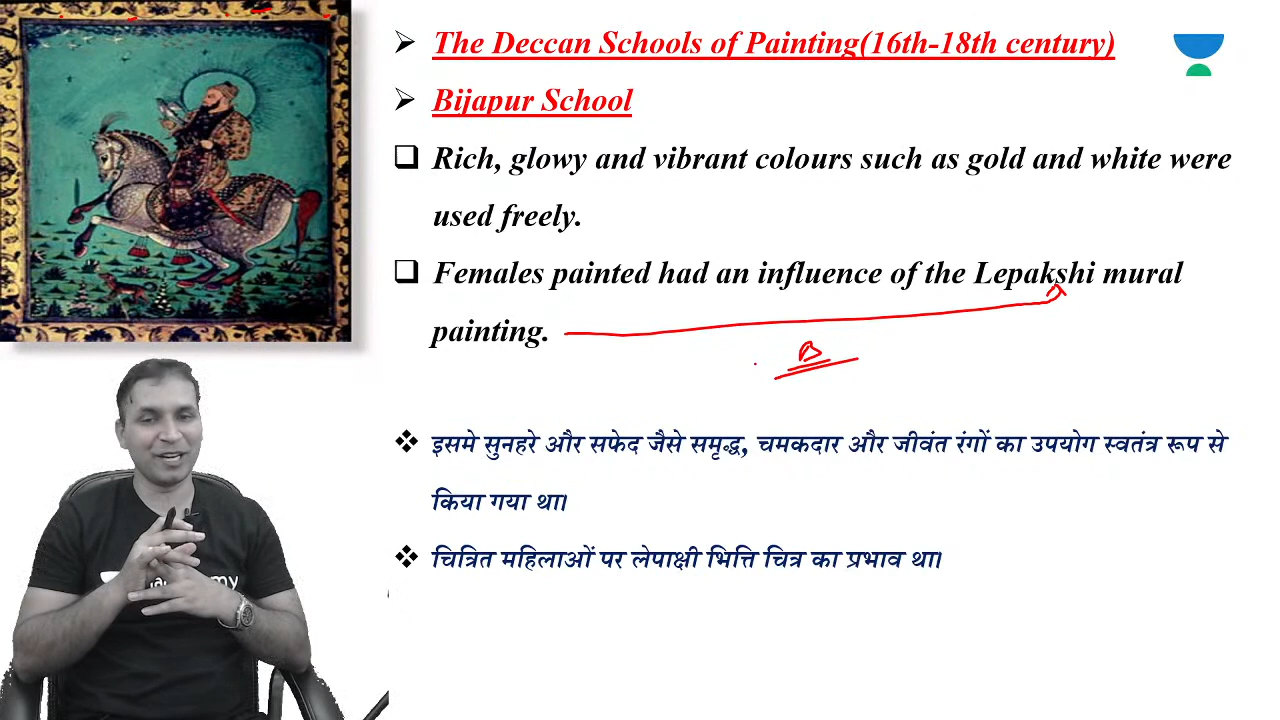 The Deccan Schools of Painting(16th-18th century)
Bijapur School
Rich, glowy and vibrant colours such as gold and white were
used freely.
Females painted had an influence of the Lepakshi mural
painting.
B
इसमे सुनहरे और सफेद जैसे समृद्ध, चमकदार और जीवंत रंगों का उपयोग स्वतंत्र रूप से
किया गया था।
चित्रित महिलाओं पर लेपाक्षी भित्ति चित्र का प्रभाव था।